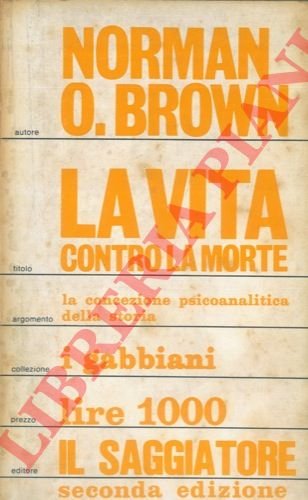 NORMAN
autore O. BROWN
LA VITA
titolo CONTRO LA MORTE
la concezione psicoanalitica
argomento della storia
collezione i gabbiani
prezzo lire 1000
editore IL SAGGIATORE
seconda edizione
LIBRERIA PIANI